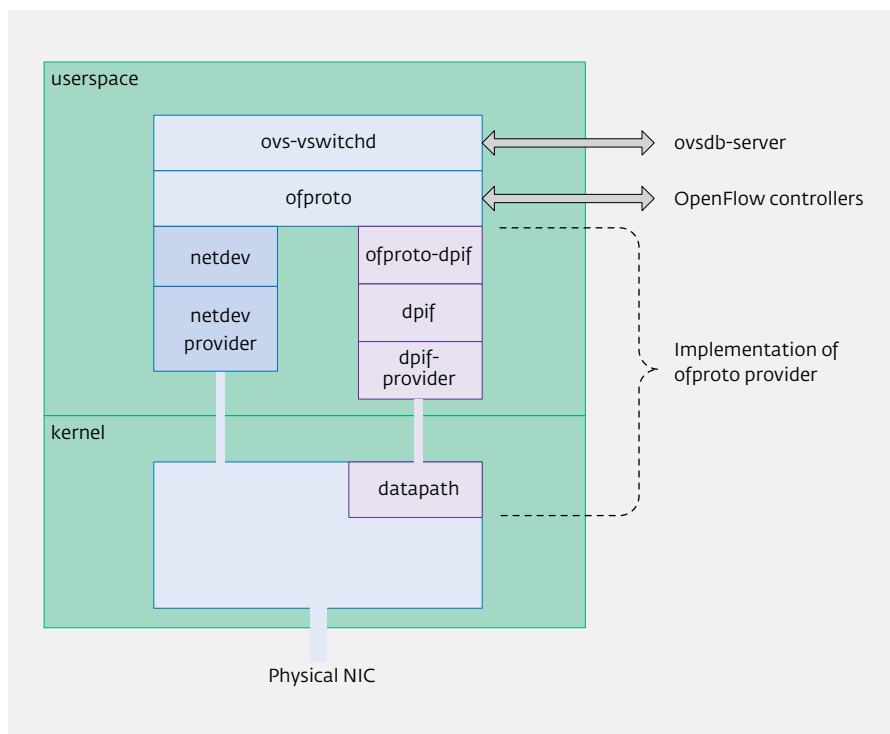 userspace
ovs-vswitchd
ovsdb-server
ofproto
OpenFlow controllers
netdev
ofproto-dpif
netdev
provider
dpif
dpif-
provider
Implementation of
ofproto provider
kernel
datapath
Physical NIC